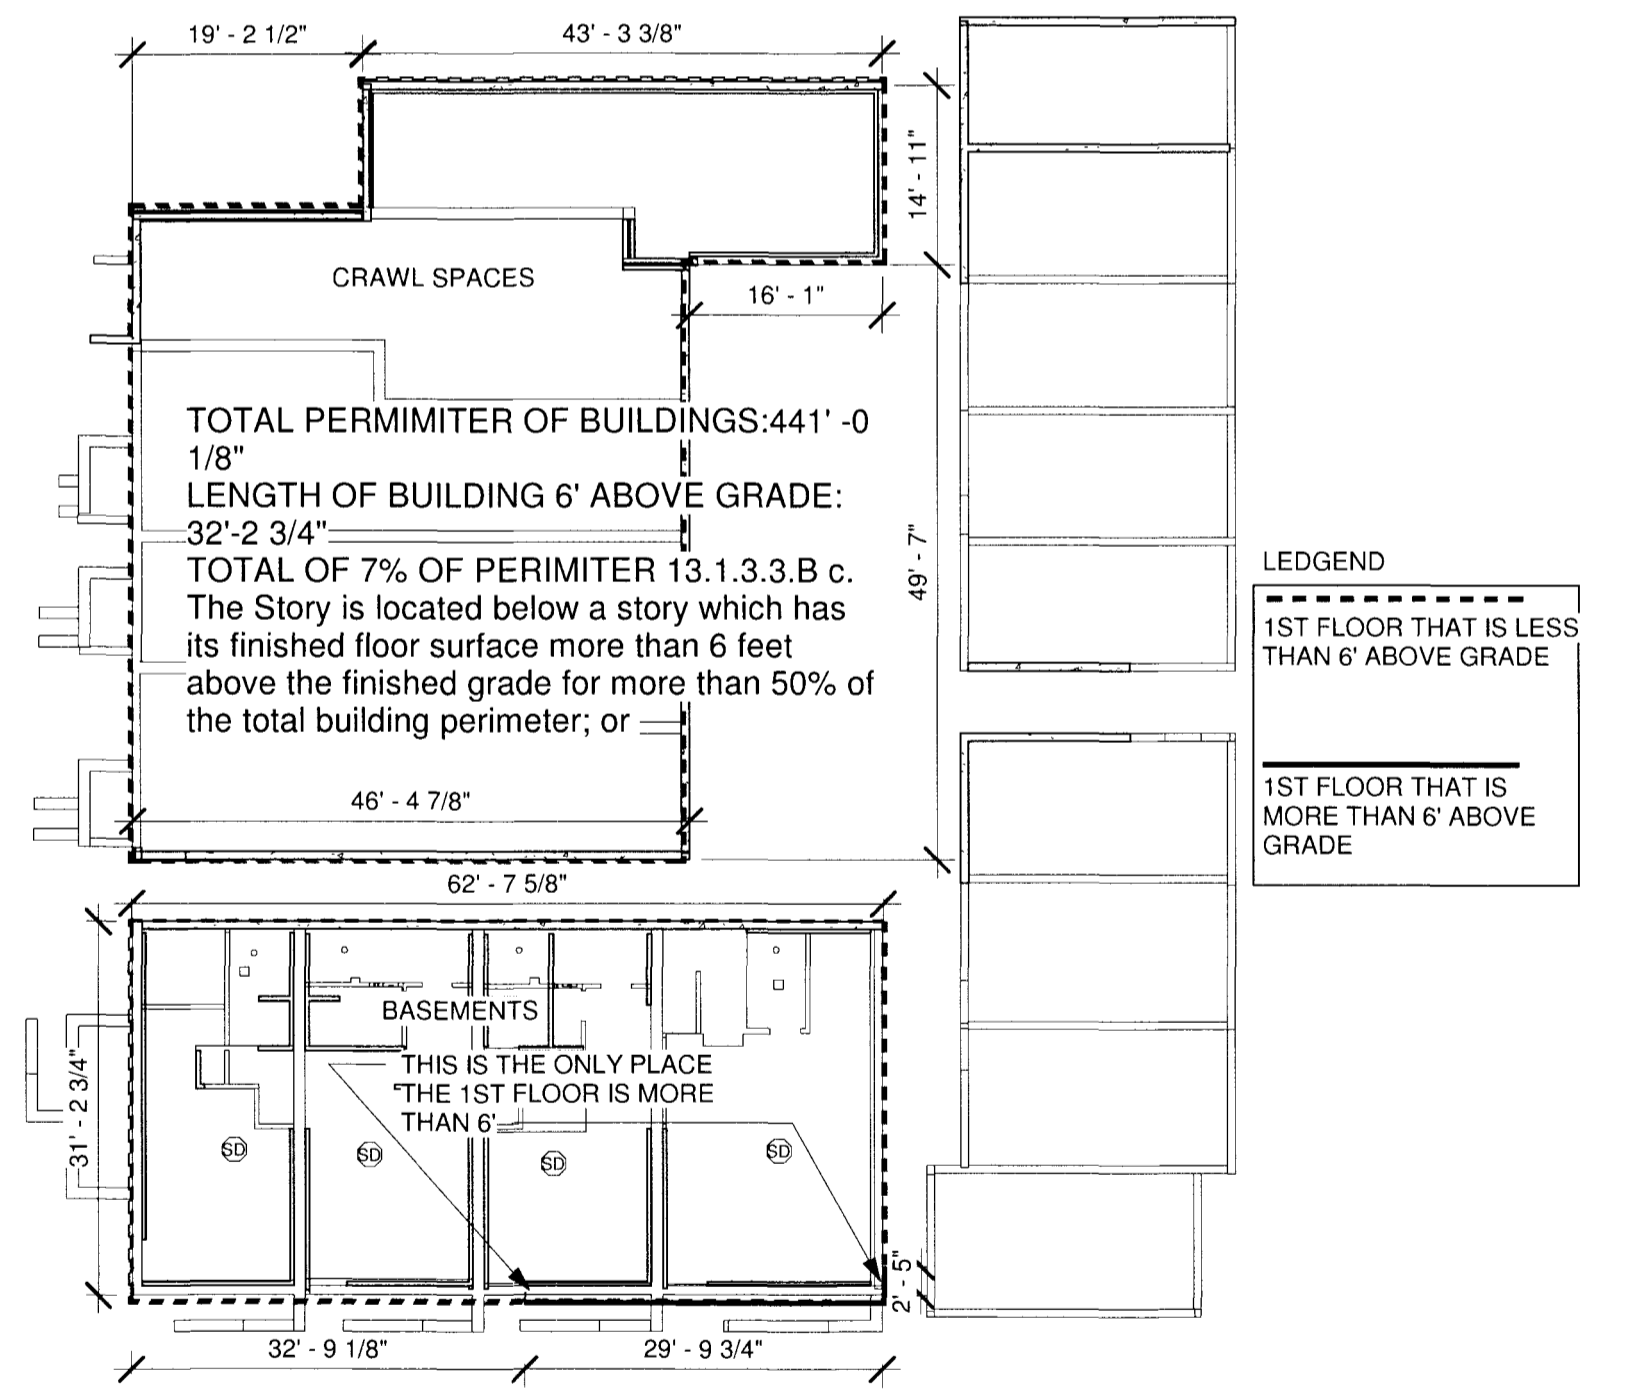 19' - 2 1/2"
43' - 3 3/8"
14' - 11"
CRAWL SPACES
16' - 1"
TOTAL PERMIMITER OF BUILDINGS:441' -0
1/8"
LENGTH OF BUILDING 6' ABOVE GRADE:
32'-2 3/4"
TOTAL OF 7% OF PERIMITER 13.1.3.3.B c.
The Story is located below a story which has
its finished floor surface more than 6 feet
above the finished grade for more than 50% of
the total building perimeter; or
49' - 7"
46' - 4 7/8"
LEDGEND
1ST FLOOR THAT IS LESS
THAN 6' ABOVE GRADE
1ST FLOOR THAT IS
MORE THAN 6' ABOVE
GRADE
62' - 7 5/8"
31' - 2 3/4"
BASEMENTS
THIS IS THE ONLY PLACE
THE 1ST FLOOR IS MORE
THAN 6'
SD
SD
SD
SD
2' - 5"
32' - 9 1/8"
29' - 9 3/4"